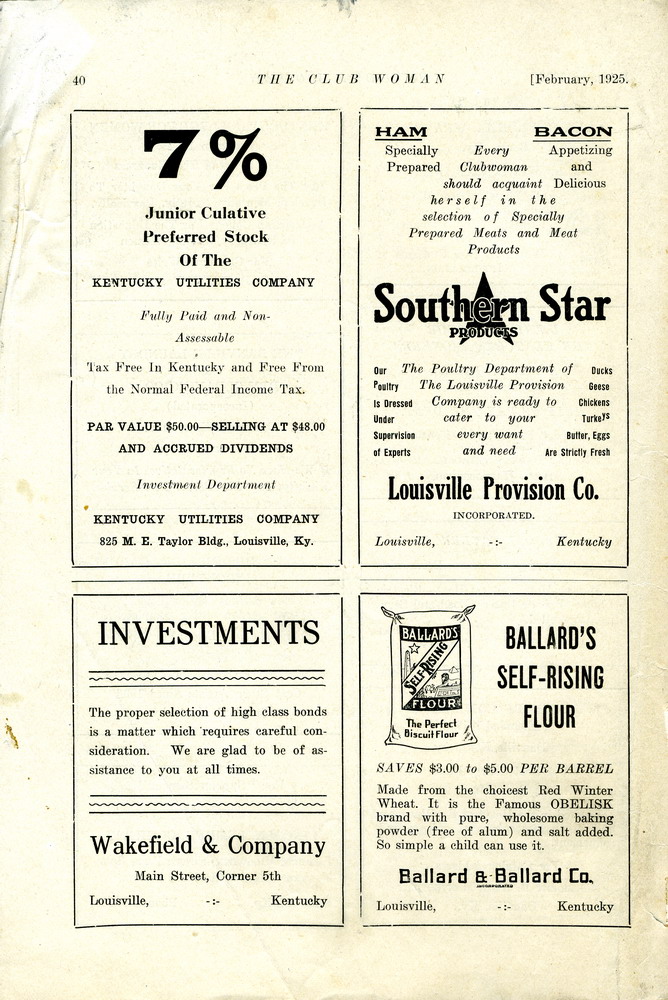 40
THE CLUB WOMAN
[February, 1925.
7%
Junior Culative
Preferred Stock
Of The
KENTUCKY UTILITIES COMPANY
Fully Paid and Non-
Assessable
Tax Free In Kentucky and Free From
the Normal Federal Income Tax.
PAR VALUE $50.00—SELLING AT $48.00
AND ACCRUED DIVIDENDS
Investment Department
KENTUCKY UTILITIES COMPANY
825 M. E. Taylor Bldg., Louisville, Ky.
HAM BACON
Specially Every Appetizing
Prepared Clubwoman and
should acquaint Delicious
herself in the
selection of Specially
Prepared Meats and Meat
Products
Southern Star
PRODUCTS
Our The Poultry Department of Ducks
Poultry The Louisville Provision Geese
Is Dressed Company is ready to Chickens
Under cater to your Turkeys
Supervision every want Butter, Eggs
of Experts and need Are Strictly Fresh
Louisville Provision Co.
INCORPORATED.
Louisville, -:- Kentucky
INVESTMENTS
The proper selection of high class bonds
is a matter which requires careful con-
sideration. We are glad to be of as-
sistance to you at all times.
Wakefield & Company
Main Street, Corner 5th
Louisville, -:- Kentucky
BALLARD'S
SELF-RISING
FLOUR
The Perfect
Biscuit Flour
BALLARD'S
SELF-RISING
FLOUR
SAVES $3.00 to $5.00 PER BARREL
Made from the choicest Red Winter
Wheat. It is the Famous OBELISK
brand with pure, wholesome baking
powder (free of alum) and salt added.
So simple a child can use it.
Ballard & Ballard Co.
INCORPORATED
Louisville, -:- Kentucky